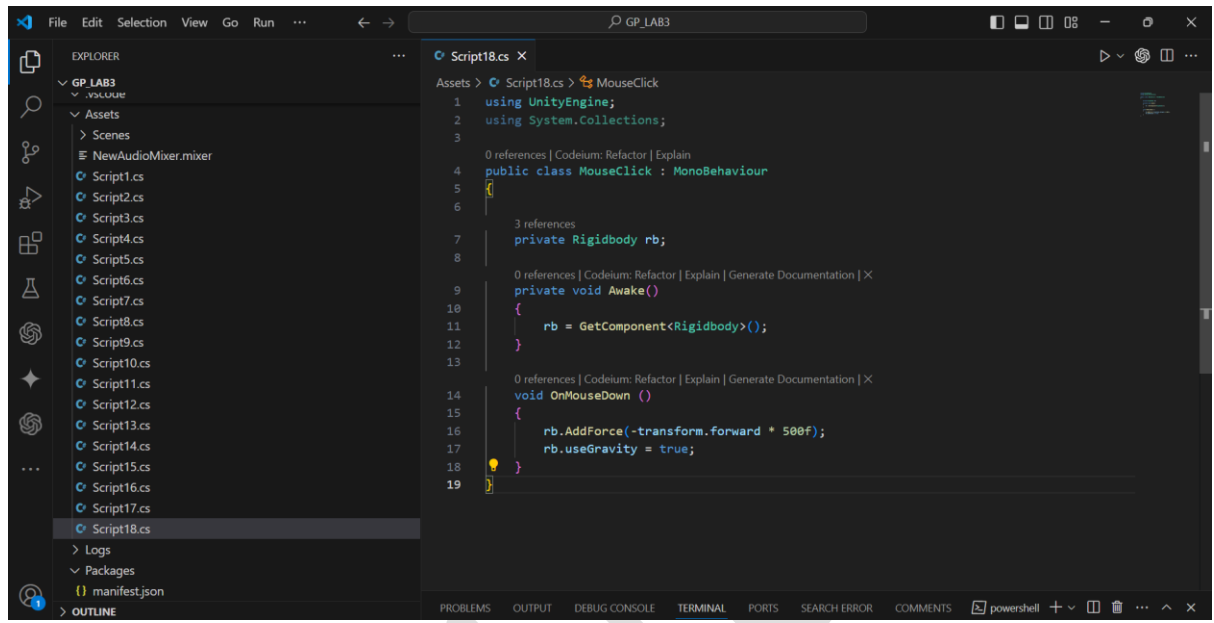 File Edit Selection View Go Run ··· ← → GP_LAB3
EXPLORER ···
GP_LAB3
.vscode
Assets
Scenes
NewAudioMixer.mixer
Script1.cs
Script2.cs
Script3.cs
Script4.cs
Script5.cs
Script6.cs
Script7.cs
Script8.cs
Script9.cs
Script10.cs
Script11.cs
Script12.cs
Script13.cs
Script14.cs
Script15.cs
Script16.cs
Script17.cs
Script18.cs
Logs
Packages
{} manifest.json
OUTLINE
1
Script18.cs ×
Assets > Script18.cs > MouseClick
1 using UnityEngine;
2 using System.Collections;
3
0 references | Codeium: Refactor | Explain
4 public class MouseClick : MonoBehaviour
5 {
6
3 references
7 private Rigidbody rb;
8
0 references | Codeium: Refactor | Explain | Generate Documentation | ×
9 private void Awake()
10 {
11 rb = GetComponent<Rigidbody>();
12 }
13
0 references | Codeium: Refactor | Explain | Generate Documentation | ×
14 void OnMouseDown ()
15 {
16 rb.AddForce(-transform.forward * 500f);
17 rb.useGravity = true;
18 }
19 }
PROBLEMS OUTPUT DEBUG CONSOLE TERMINAL PORTS SEARCH ERROR COMMENTS powershell